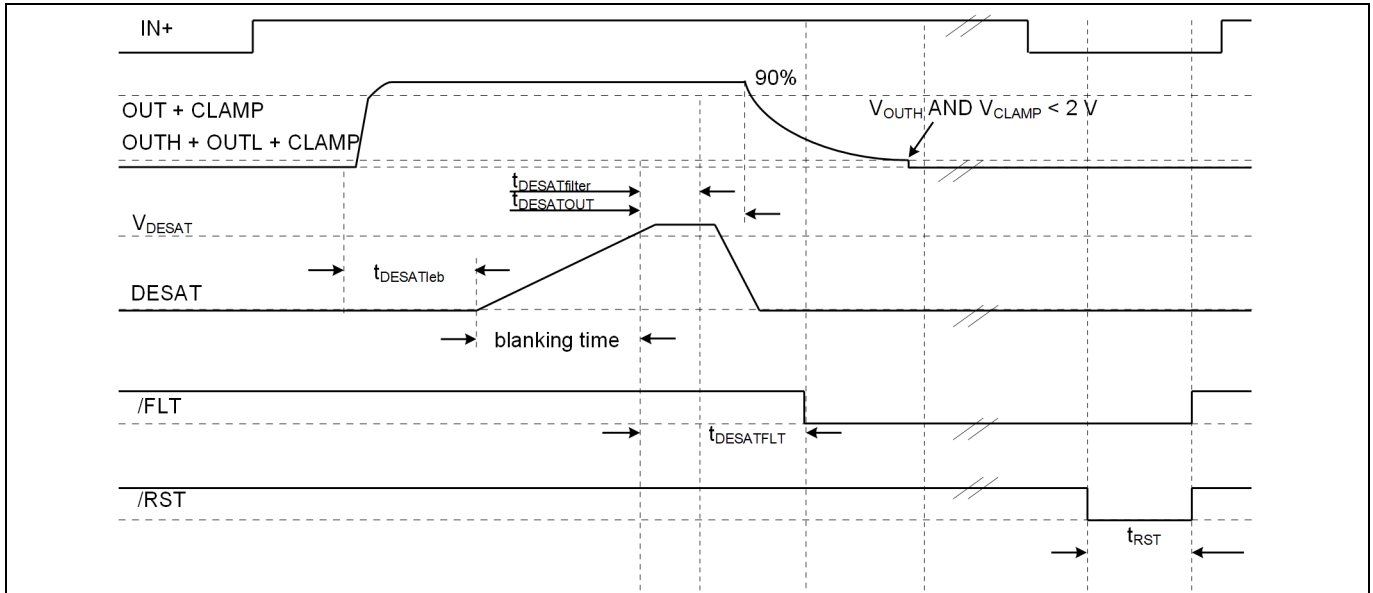 IN+
90%
OUT + CLAMP
VOUTH AND VCLAMP < 2 V
OUTH + OUTL + CLAMP
tDESATfilter
tDESATOUT
VDESAT
tDESATleb
DESAT
blanking time
/FLT
tDESATFLT
/RST
tRST